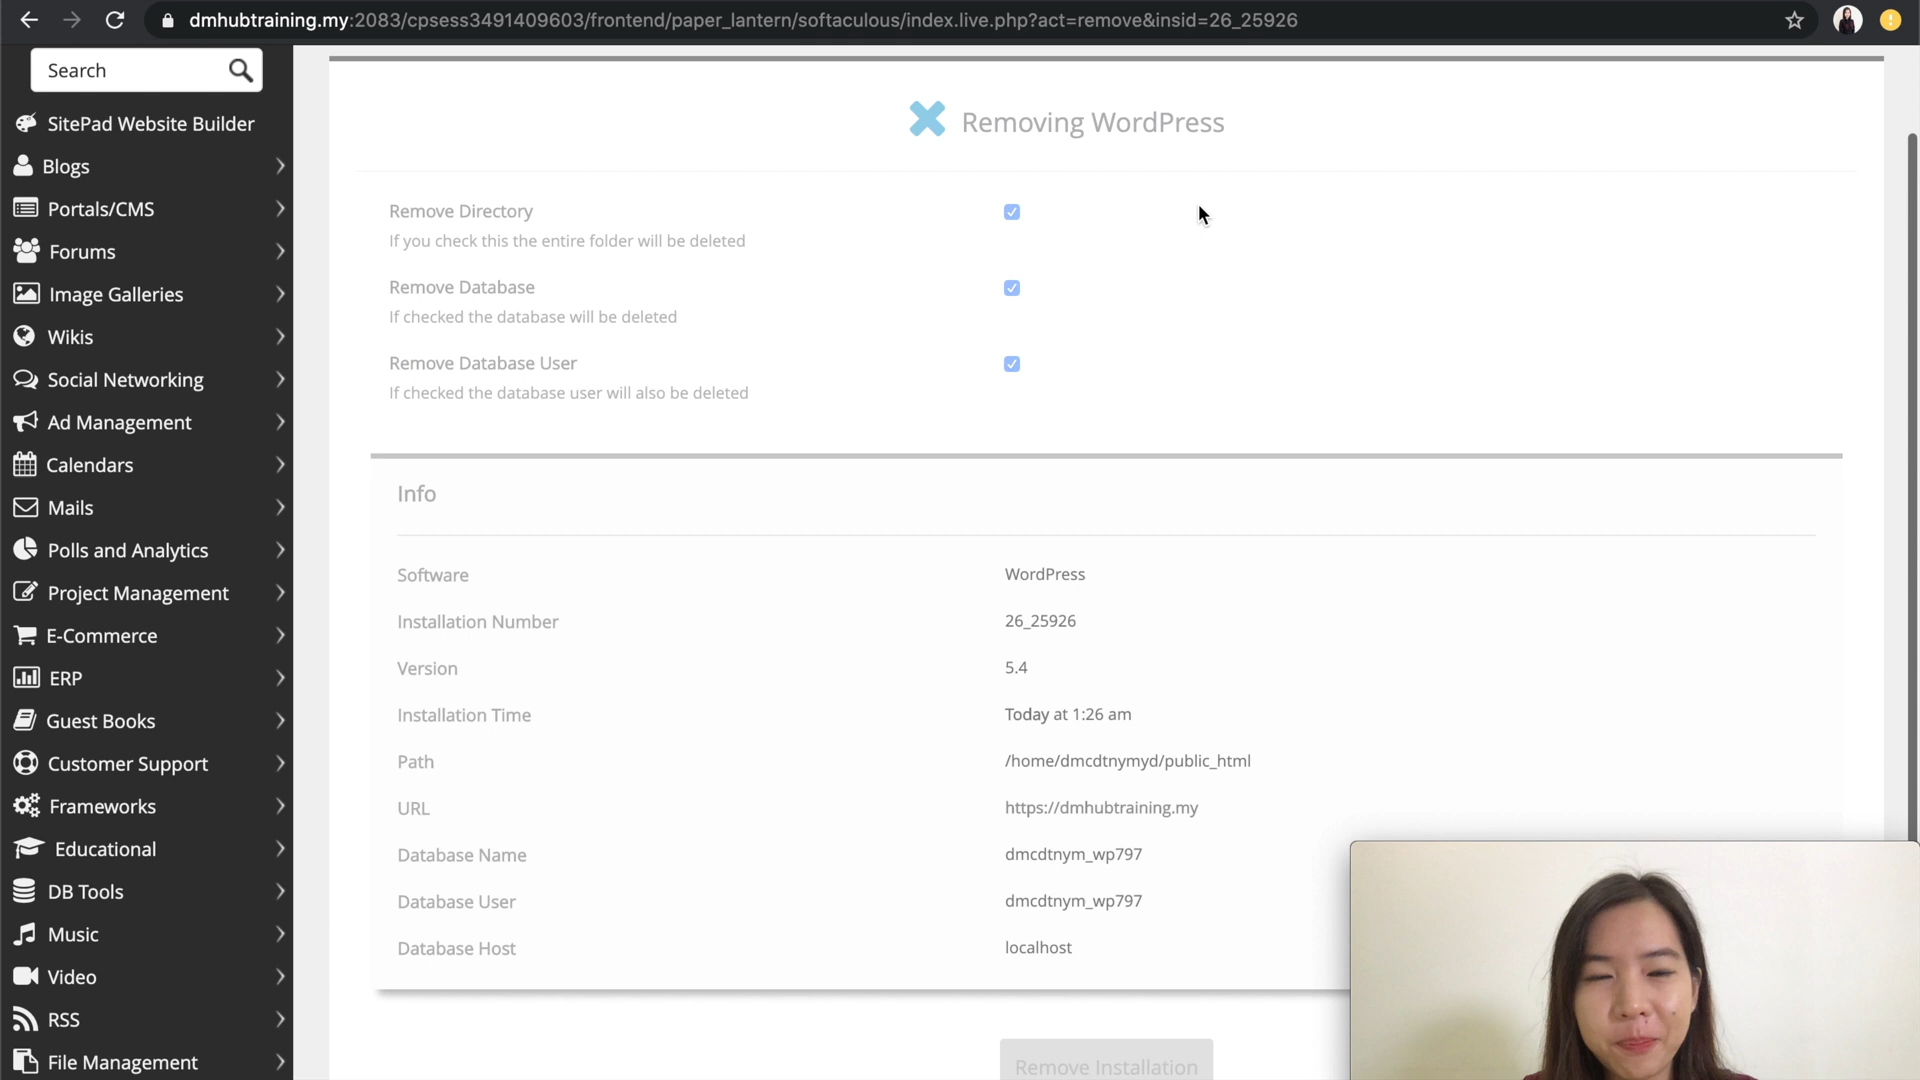 dmhubtraining.my:2083/cpsess3491409603/frontend/paper_lantern/softaculous/index.live.php?act=remove&insid=26_25926
Search
SitePad Website Builder
Blogs
Portals/CMS
Forums
Image Galleries
Wikis
Social Networking
Ad Management
Calendars
Mails
Polls and Analytics
Project Management
E-Commerce
ERP
Guest Books
Customer Support
Frameworks
Educational
DB Tools
Music
Video
RSS
File Management
Removing WordPress
Remove Directory
If you check this the entire folder will be deleted
Remove Database
If checked the database will be deleted
Remove Database User
If checked the database user will also be deleted
Info
Software WordPress
Installation Number 26_25926
Version 5.4
Installation Time Today at 1:26 am
Path /home/dmcdtnymyd/public_html
URL https://dmhubtraining.my
Database Name dmcdtnym_wp797
Database User dmcdtnym_wp797
Database Host localhost
Remove Installation